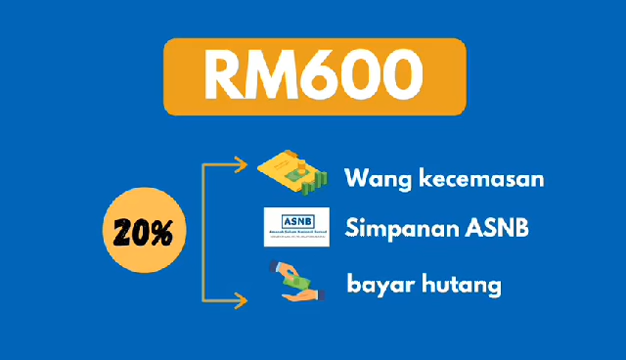 RM600
20%
Wang kecemasan
ASNB
Simpanan ASNB
bayar hutang